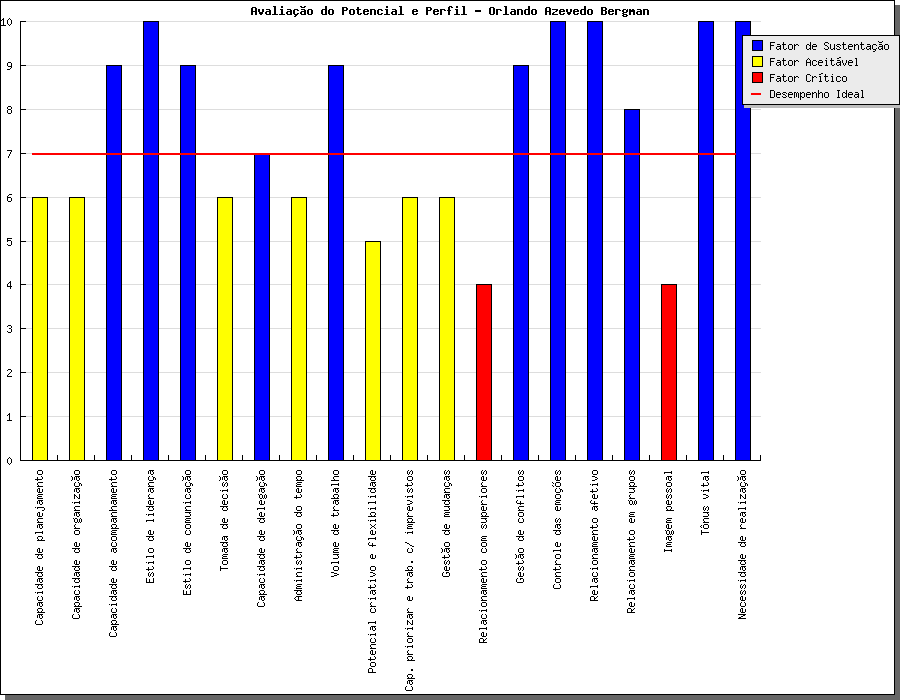 Avaliação do Potencial e Perfil - Orlando Azevedo Bergman
10
9
8
7
6
5
4
3
2
1
0
Fator de Sustentação
Fator Aceitável
Fator Crítico
Desempenho Ideal
Capacidade de planejamento
Capacidade de organização
Capacidade de acompanhamento
Estilo de liderança
Estilo de comunicação
Tomada de decisão
Capacidade de delegação
Administração do tempo
Volume de trabalho
Potencial criativo e flexibilidade
Cap. priorizar e trab. c/ imprevistos
Gestão de mudanças
Relacionamento com superiores
Gestão de conflitos
Controle das emoções
Relacionamento afetivo
Relacionamento em grupos
Imagem pessoal
Tônus vital
Necessidade de realização